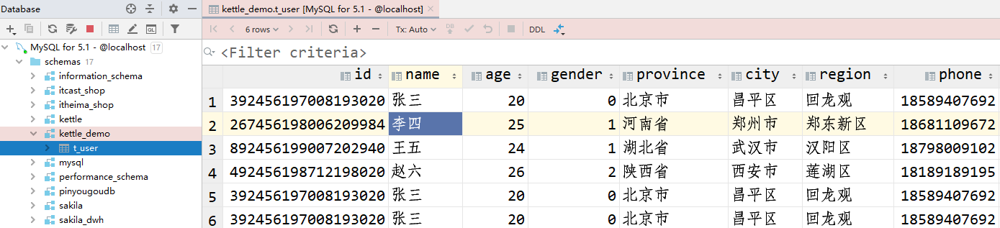 Database
kettle_demo.t_user [MySQL for 5.1 - @localhost]
6 rows
Tx: Auto
DB
DDL
QL
MySQL for 5.1 - @localhost 17
schemas 17
information_schema
itcast_shop
itheima_shop
kettle
kettle_demo
t_user
mysql
performance_schema
pinyougoudb
sakila
sakila_dwh
<Filter criteria>
id name age gender province city region phone
1 392456197008193020 张三 20 0 北京市 昌平区 回龙观 18589407692
2 267456198006209984 李四 25 1 河南省 郑州市 郑东新区 18681109672
3 892456199007202940 王五 24 1 湖北省 武汉市 汉阳区 18798009102
4 492456198712198020 赵六 26 2 陕西省 西安市 莲湖区 18189189195
5 392456197008193020 张三 20 0 北京市 昌平区 回龙观 18589407692
6 392456197008193020 张三 20 0 北京市 昌平区 回龙观 18589407692